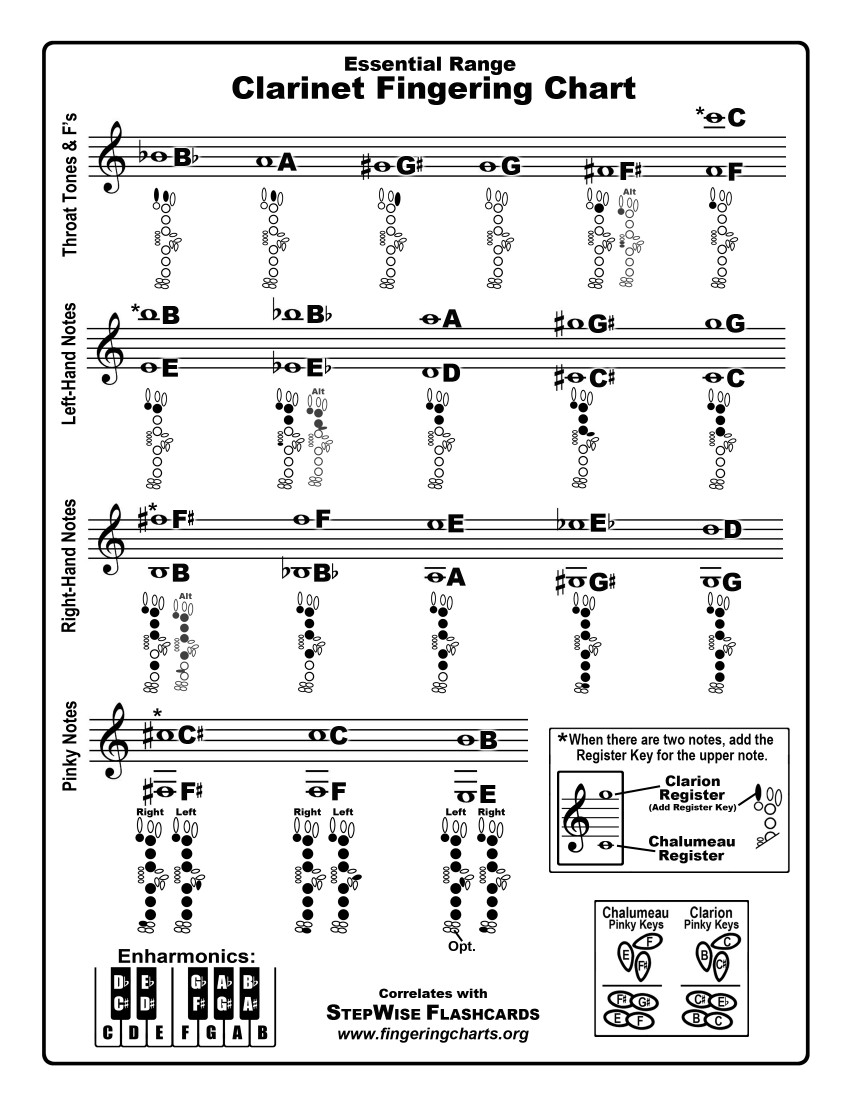 Essential Range
Clarinet Fingering Chart
Throat Tones & F's
*C
B♭ A G♯ G F♯ F
Alt
Left-Hand Notes
*B B♭ A G♯ G
E E♭ D C♯ C
Alt
Right-Hand Notes
*F♯ F E E♭ D
B B♭ A G♯ G
Alt
Pinky Notes
*C♯ C B
F♯ F E
Right Left Right Left Left Right
Opt.
*When there are two notes, add the
Register Key for the upper note.
Clarion
Register
(Add Register Key)
Chalumeau
Register
Chalumeau
Pinky Keys
F
E
F♯
F♯ G♯
E F
Clarion
Pinky Keys
C
B
C♯
C♯ E♭
B C
Enharmonics:
D♭ E♭ G♭ A♭ B♭
C♯ D♯ F♯ G♯ A♯
C D E F G A B
Correlates with
StepWise Flashcards
www.fingeringcharts.org